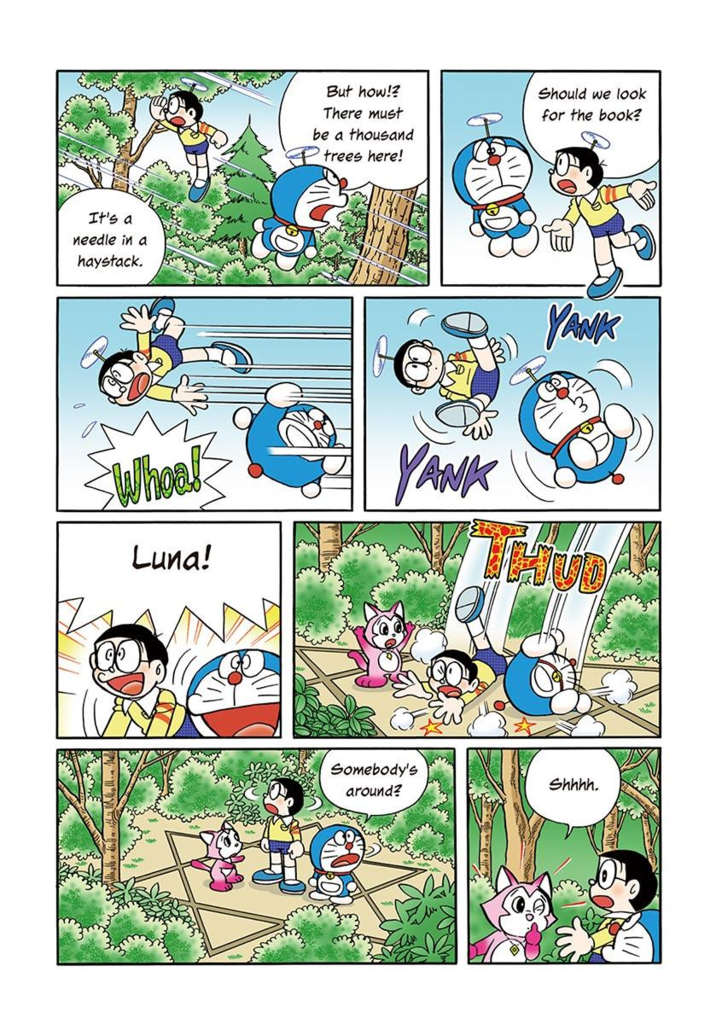 But how!?
There must
be a thousand
trees here!
It's a
needle in a
haystack.
Should we look
for the book?
Whoa!
YANK
YANK
Luna!
THUD
Somebody's
around?
Shhhh.